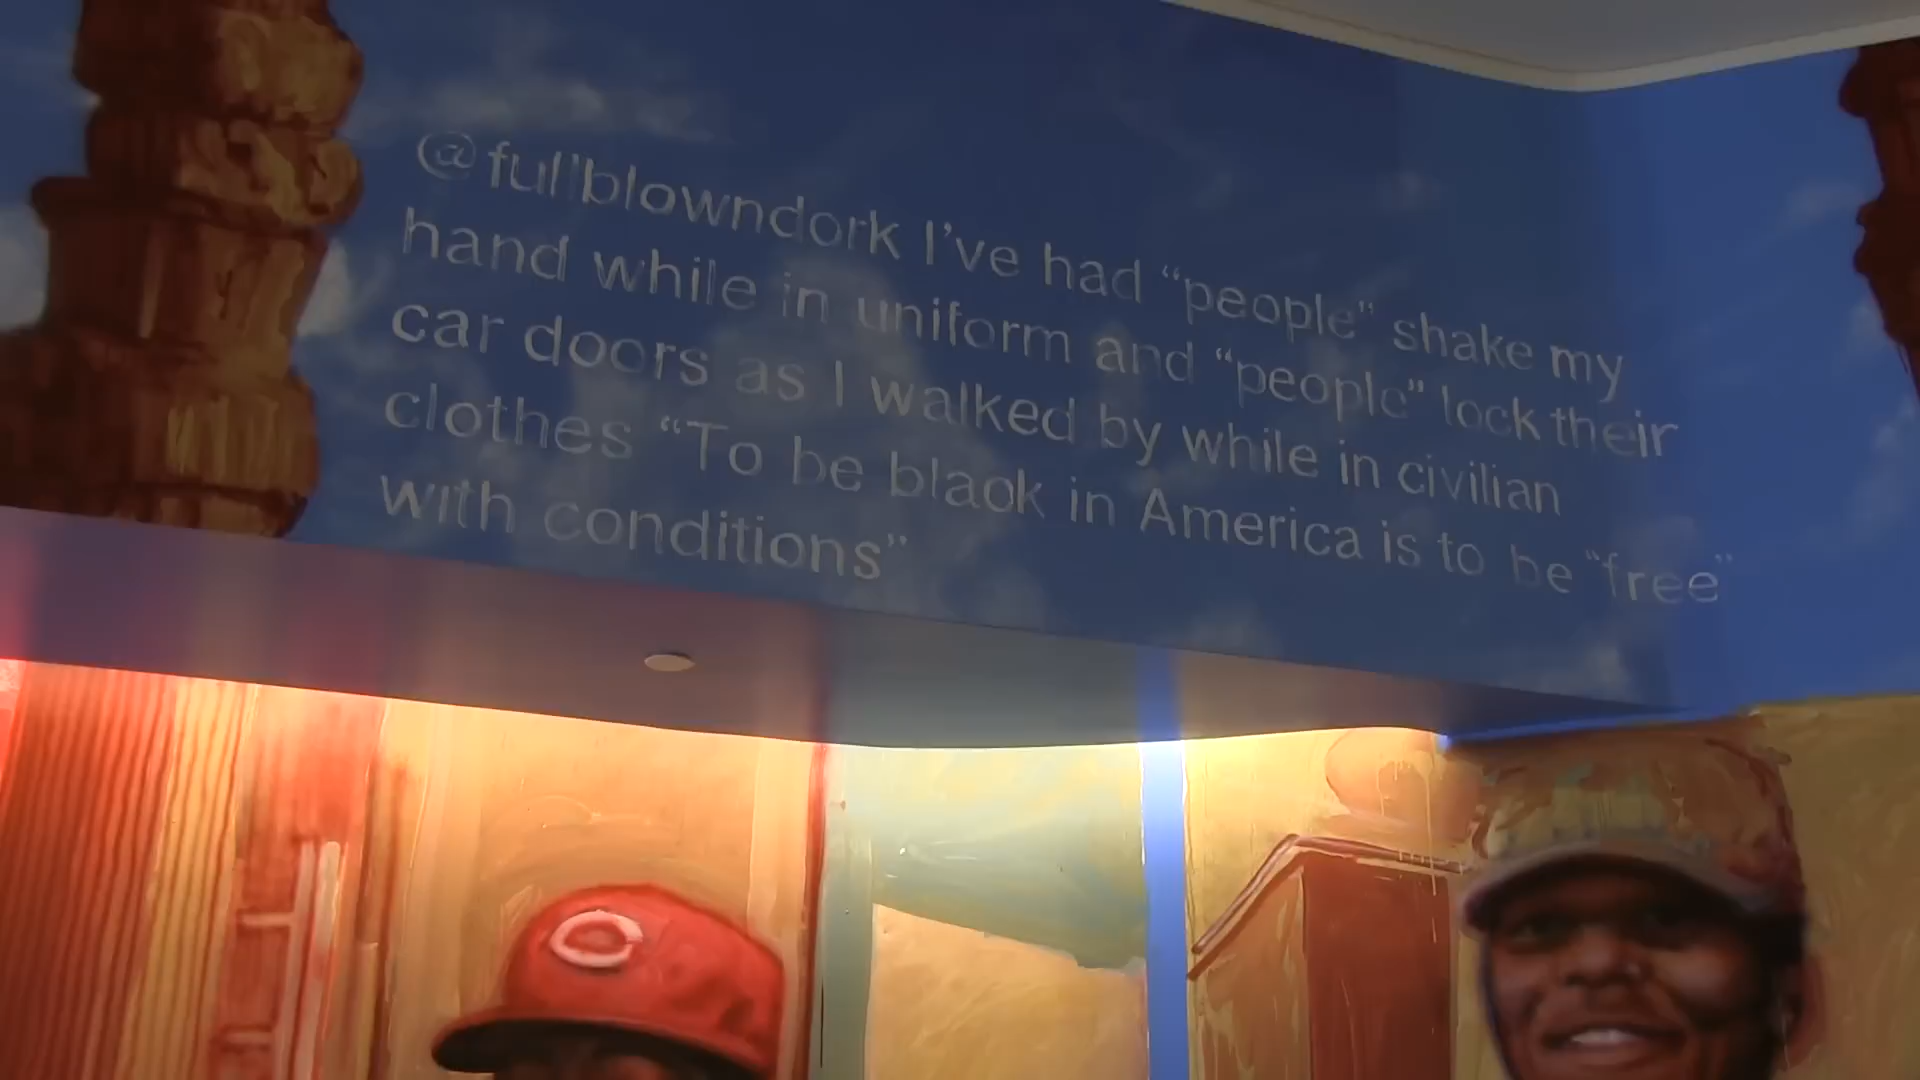 @fullblowndork I've had “people” shake my
hand while in uniform and “people” lock their
car doors as I walked by while in civilian
clothes “To be black in America is to be “free”
with conditions”
C